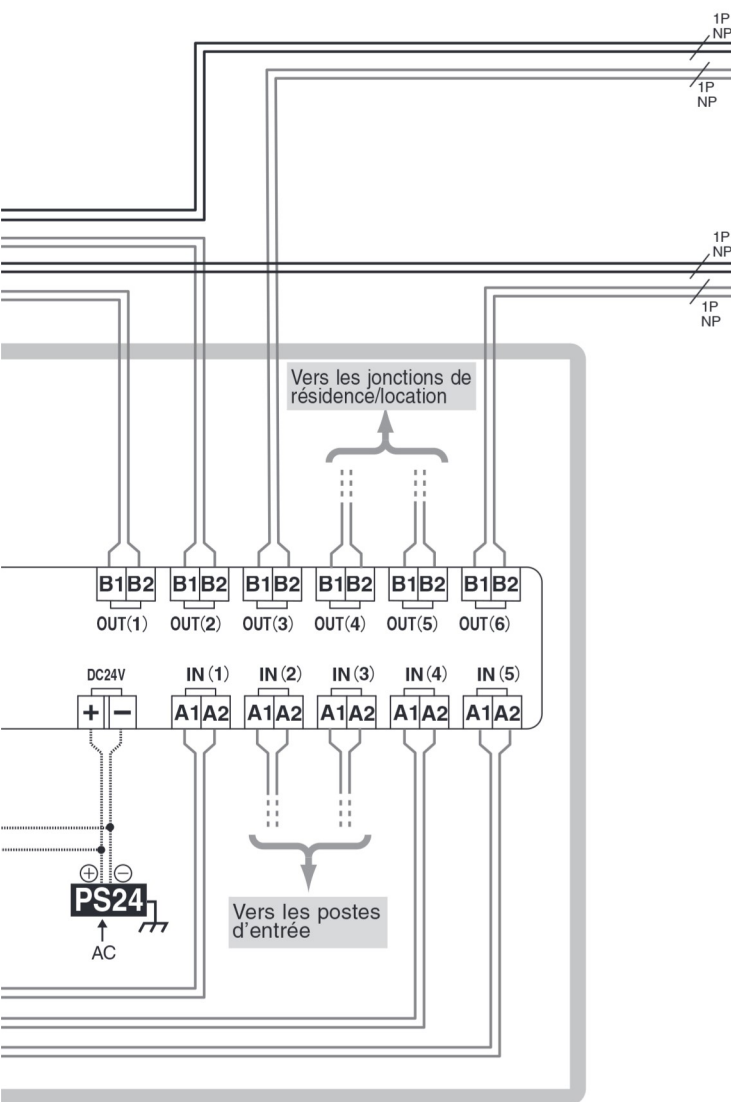 1P
NP
1P
NP
1P
NP
1P
NP
Vers les jonctions de
résidence/location
B1 B2 B1 B2 B1 B2 B1 B2 B1 B2 B1 B2
OUT(1) OUT(2) OUT(3) OUT(4) OUT(5) OUT(6)
DC24V IN(1) IN(2) IN(3) IN(4) IN(5)
+ − A1 A2 A1 A2 A1 A2 A1 A2 A1 A2
+ −
PS24
AC
Vers les postes
d'entrée